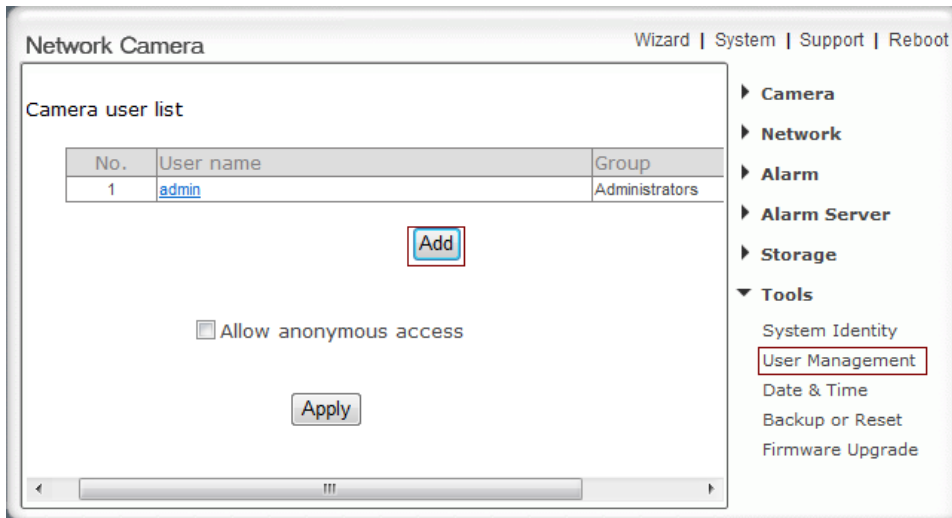 Network Camera
Wizard | System | Support | Reboot
Camera user list
No. User name Group
1 admin Administrators
Add
Allow anonymous access
Apply
Camera
Network
Alarm
Alarm Server
Storage
Tools
System Identity
User Management
Date & Time
Backup or Reset
Firmware Upgrade